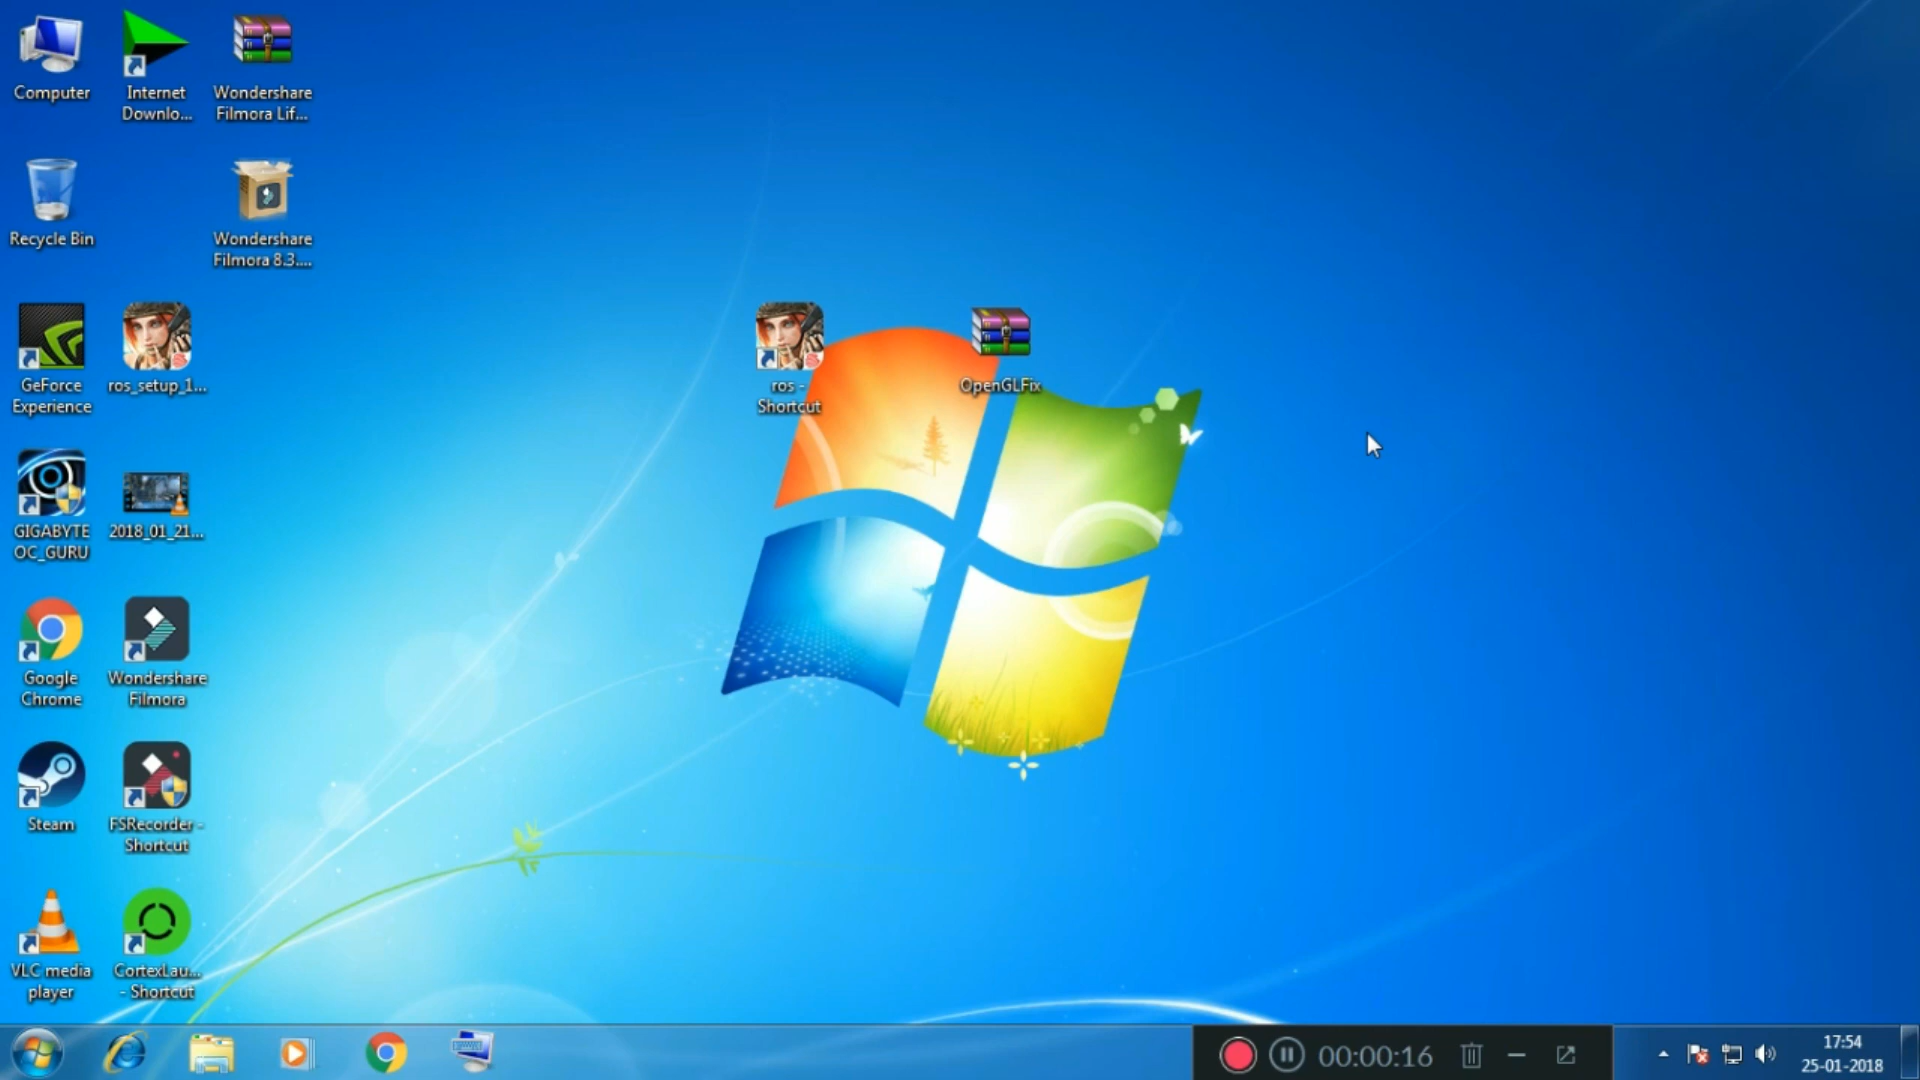 Computer
Internet
Downlo...
Wondershare
Filmora Lif...
Recycle Bin
Wondershare
Filmora 8.3....
GeForce
Experience
ros_setup_1...
ros -
Shortcut
OpenGLFix
GIGABYTE
OC_GURU
2018_01_21...
Google
Chrome
Wondershare
Filmora
Steam
FSRecorder -
Shortcut
VLC media
player
CortexLau...
- Shortcut
00:00:16
17:54
25-01-2018